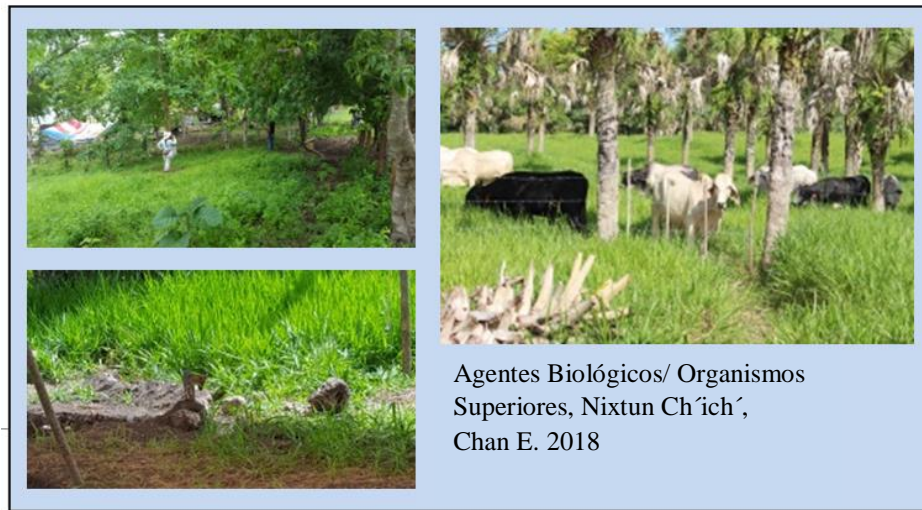 Agentes Biológicos/ Organismos
Superiores, Nixtun Ch´ich´,
Chan E. 2018